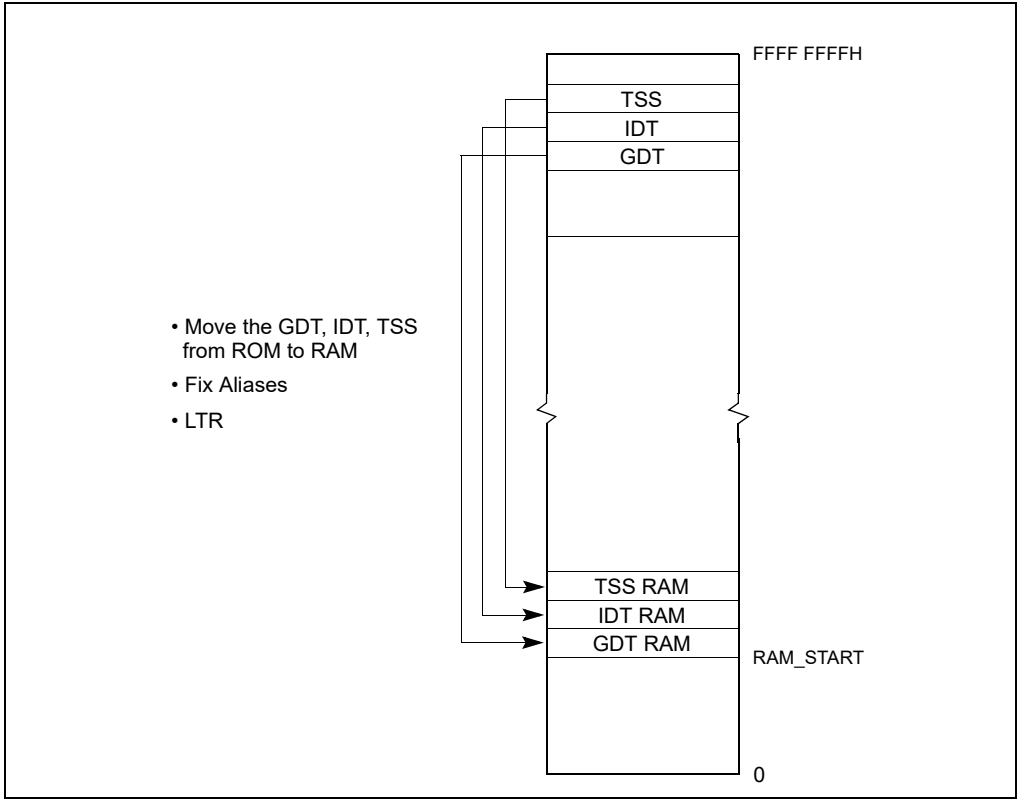 FFFF FFFFH
TSS
IDT
GDT
• Move the GDT, IDT, TSS
from ROM to RAM
• Fix Aliases
• LTR
TSS RAM
IDT RAM
GDT RAM
RAM_START
0